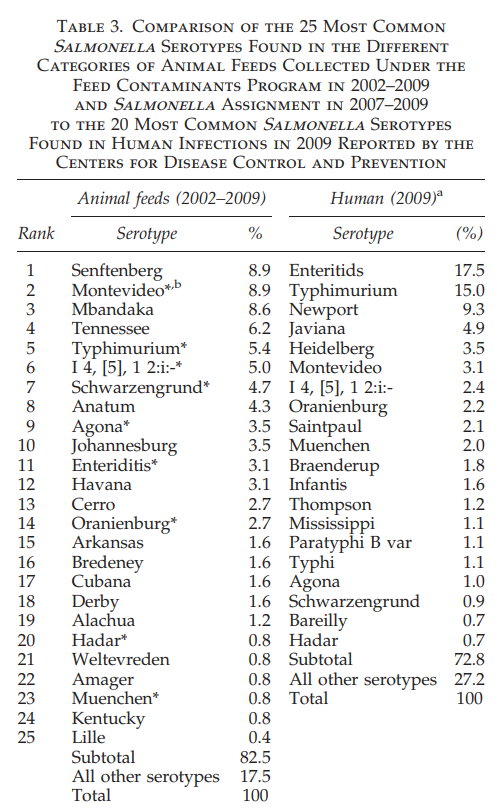 TABLE 3. COMPARISON OF THE 25 MOST COMMON
SALMONELLA SEROTYPES FOUND IN THE DIFFERENT
CATEGORIES OF ANIMAL FEEDS COLLECTED UNDER THE
FEED CONTAMINANTS PROGRAM IN 2002–2009
AND SALMONELLA ASSIGNMENT IN 2007–2009
TO THE 20 MOST COMMON SALMONELLA SEROTYPES
FOUND IN HUMAN INFECTIONS IN 2009 REPORTED BY THE
CENTERS FOR DISEASE CONTROL AND PREVENTION
Animal feeds (2002–2009) Human (2009)a
Rank Serotype % Serotype (%)
1 Senftenberg 8.9 Enteritids 17.5
2 Montevideo*,b 8.9 Typhimurium 15.0
3 Mbandaka 8.6 Newport 9.3
4 Tennessee 6.2 Javiana 4.9
5 Typhimurium* 5.4 Heidelberg 3.5
6 I 4, [5], 1 2:i:-* 5.0 Montevideo 3.1
7 Schwarzengrund* 4.7 I 4, [5], 1 2:i:- 2.4
8 Anatum 4.3 Oranienburg 2.2
9 Agona* 3.5 Saintpaul 2.1
10 Johannesburg 3.5 Muenchen 2.0
11 Enteriditis* 3.1 Braenderup 1.8
12 Havana 3.1 Infantis 1.6
13 Cerro 2.7 Thompson 1.2
14 Oranienburg* 2.7 Mississippi 1.1
15 Arkansas 1.6 Paratyphi B var 1.1
16 Bredeney 1.6 Typhi 1.1
17 Cubana 1.6 Agona 1.0
18 Derby 1.6 Schwarzengrund 0.9
19 Alachua 1.2 Bareilly 0.7
20 Hadar* 0.8 Hadar 0.7
21 Weltevreden 0.8 Subtotal 72.8
22 Amager 0.8 All other serotypes 27.2
23 Muenchen* 0.8 Total 100
24 Kentucky 0.8
25 Lille 0.4
Subtotal 82.5
All other serotypes 17.5
Total 100